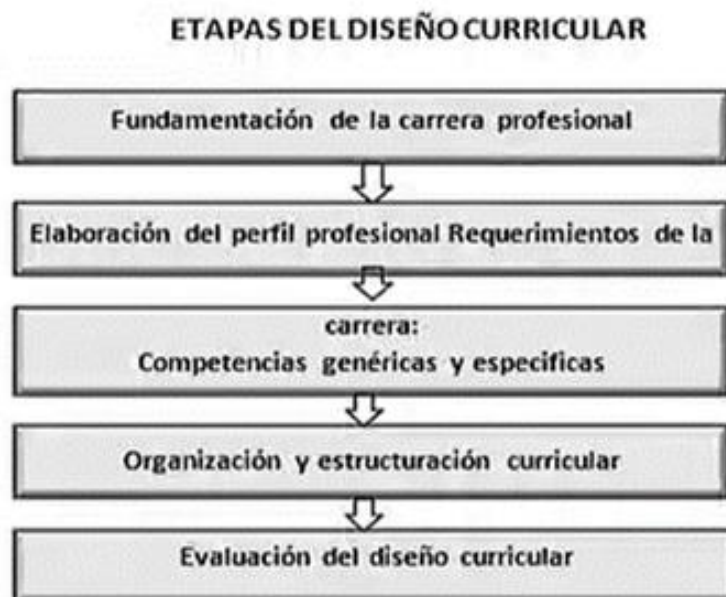 ETAPAS DEL DISEÑO CURRICULAR
Fundamentación de la carrera profesional
Elaboración del perfil profesional Requerimientos de la
carrera:
Competencias genéricas y especificas
Organización y estructuración curricular
Evaluación del diseño curricular